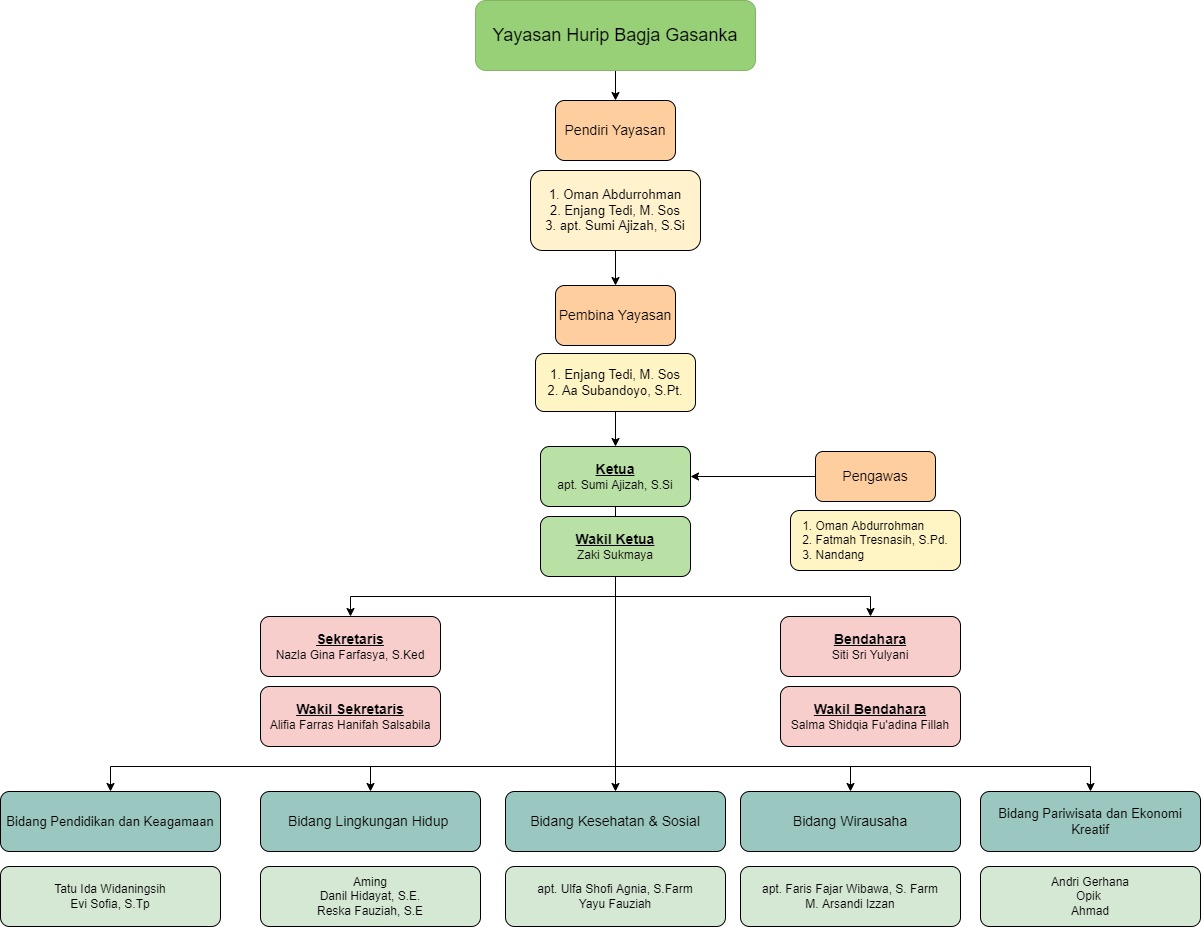 Yayasan Hurip Bagja Gasanka
Pendiri Yayasan
1. Oman Abdurrohman
2. Enjang Tedi, M. Sos
3. apt. Sumi Ajizah, S.Si
Pembina Yayasan
1. Enjang Tedi, M. Sos
2. Aa Subandoyo, S.Pt.
Ketua
apt. Sumi Ajizah, S.Si
Pengawas
1. Oman Abdurrohman
2. Fatmah Tresnasih, S.Pd.
3. Nandang
Wakil Ketua
Zaki Sukmaya
Sekretaris
Nazla Gina Farfasya, S.Ked
Bendahara
Siti Sri Yulyani
Wakil Sekretaris
Alifia Farras Hanifah Salsabila
Wakil Bendahara
Salma Shidqia Fu'adina Fillah
Bidang Pendidikan dan Keagamaan
Bidang Lingkungan Hidup
Bidang Kesehatan & Sosial
Bidang Wirausaha
Bidang Pariwisata dan Ekonomi
Kreatif
Tatu Ida Widaningsih
Evi Sofia, S.Tp
Aming
Danil Hidayat, S.E.
Reska Fauziah, S.E
apt. Ulfa Shofi Agnia, S.Farm
Yayu Fauziah
apt. Faris Fajar Wibawa, S. Farm
M. Arsandi Izzan
Andri Gerhana
Opik
Ahmad